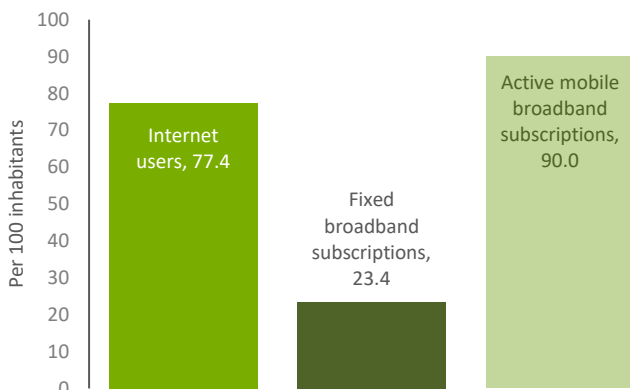 100
90
80
70
60
50
40
30
20
10
0
Per 100 inhabitants
Internet
users, 77.4
Fixed
broadband
subscriptions,
23.4
Active mobile
broadband
subscriptions,
90.0